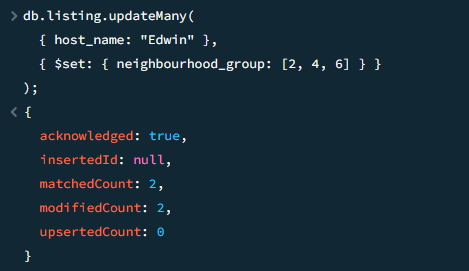 > db.listing.updateMany(
{ host_name: "Edwin" },
{ $set: { neighbourhood_group: [2, 4, 6] } }
);
< {
acknowledged: true,
insertedId: null,
matchedCount: 2,
modifiedCount: 2,
upsertedCount: 0
}